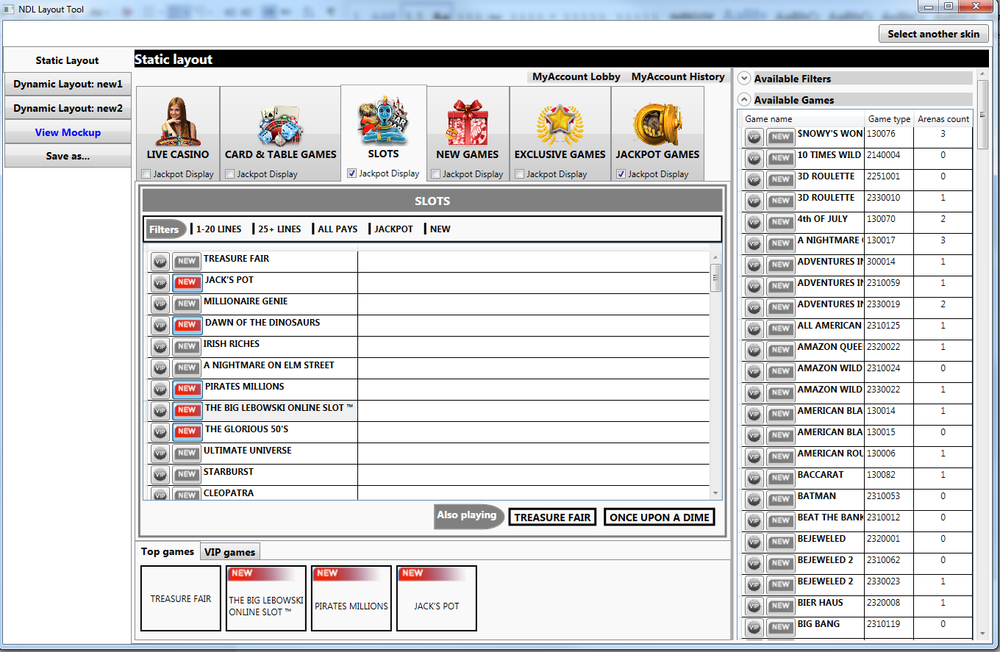 NDL Layout Tool
Select another skin
Static Layout
Dynamic Layout: new1
Dynamic Layout: new2
View Mockup
Save as...
Static layout
MyAccount Lobby MyAccount History
LIVE CASINO CARD & TABLE GAMES SLOTS NEW GAMES EXCLUSIVE GAMES JACKPOT GAMES
Jackpot Display Jackpot Display Jackpot Display Jackpot Display Jackpot Display Jackpot Display
SLOTS
Filters 1-20 LINES 25+ LINES ALL PAYS JACKPOT NEW
VIP NEW TREASURE FAIR
VIP NEW JACK'S POT
VIP NEW MILLIONAIRE GENIE
VIP NEW DAWN OF THE DINOSAURS
VIP NEW IRISH RICHES
VIP NEW A NIGHTMARE ON ELM STREET
VIP NEW PIRATES MILLIONS
VIP NEW THE BIG LEBOWSKI ONLINE SLOT ™
VIP NEW THE GLORIOUS 50'S
VIP NEW ULTIMATE UNIVERSE
VIP NEW STARBURST
VIP NEW CLEOPATRA
Also playing TREASURE FAIR ONCE UPON A DIME
Top games VIP games
TREASURE FAIR
NEW
THE BIG LEBOWSKI
ONLINE SLOT ™
NEW
PIRATES MILLIONS
NEW
JACK'S POT
Available Filters
Available Games
Game name Game type Arenas count
VIP NEW $NOWY'S WON 130076 3
VIP NEW 10 TIMES WILD 2140004 0
VIP NEW 3D ROULETTE 2251001 0
VIP NEW 3D ROULETTE 2330010 1
VIP NEW 4th OF JULY 130070 2
VIP NEW A NIGHTMARE 130017 3
VIP NEW ADVENTURES IN 300014 1
VIP NEW ADVENTURES IN 2310059 1
VIP NEW ADVENTURES IN 2330019 2
VIP NEW ALL AMERICAN 2310125 1
VIP NEW AMAZON QUEE 2320022 1
VIP NEW AMAZON WILD 2310024 0
VIP NEW AMAZON WILD 2330022 1
VIP NEW AMERICAN BLA 130014 1
VIP NEW AMERICAN BLA 130015 0
VIP NEW AMERICAN ROU 130006 1
VIP NEW BACCARAT 130082 1
VIP NEW BATMAN 2310053 0
VIP NEW BEAT THE BANK 2310012 0
VIP NEW BEJEWELED 2320001 0
VIP NEW BEJEWELED 2 2310062 0
VIP NEW BEJEWELED 2 2330023 1
VIP NEW BIER HAUS 2320008 1
VIP NEW BIG BANG 2310119 0